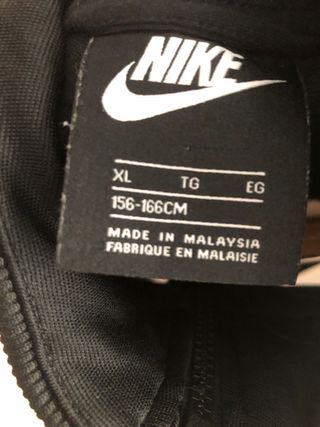 NIKE
XL TG EG
156-166CM
MADE IN MALAYSIA
FABRIQUE EN MALAISIE